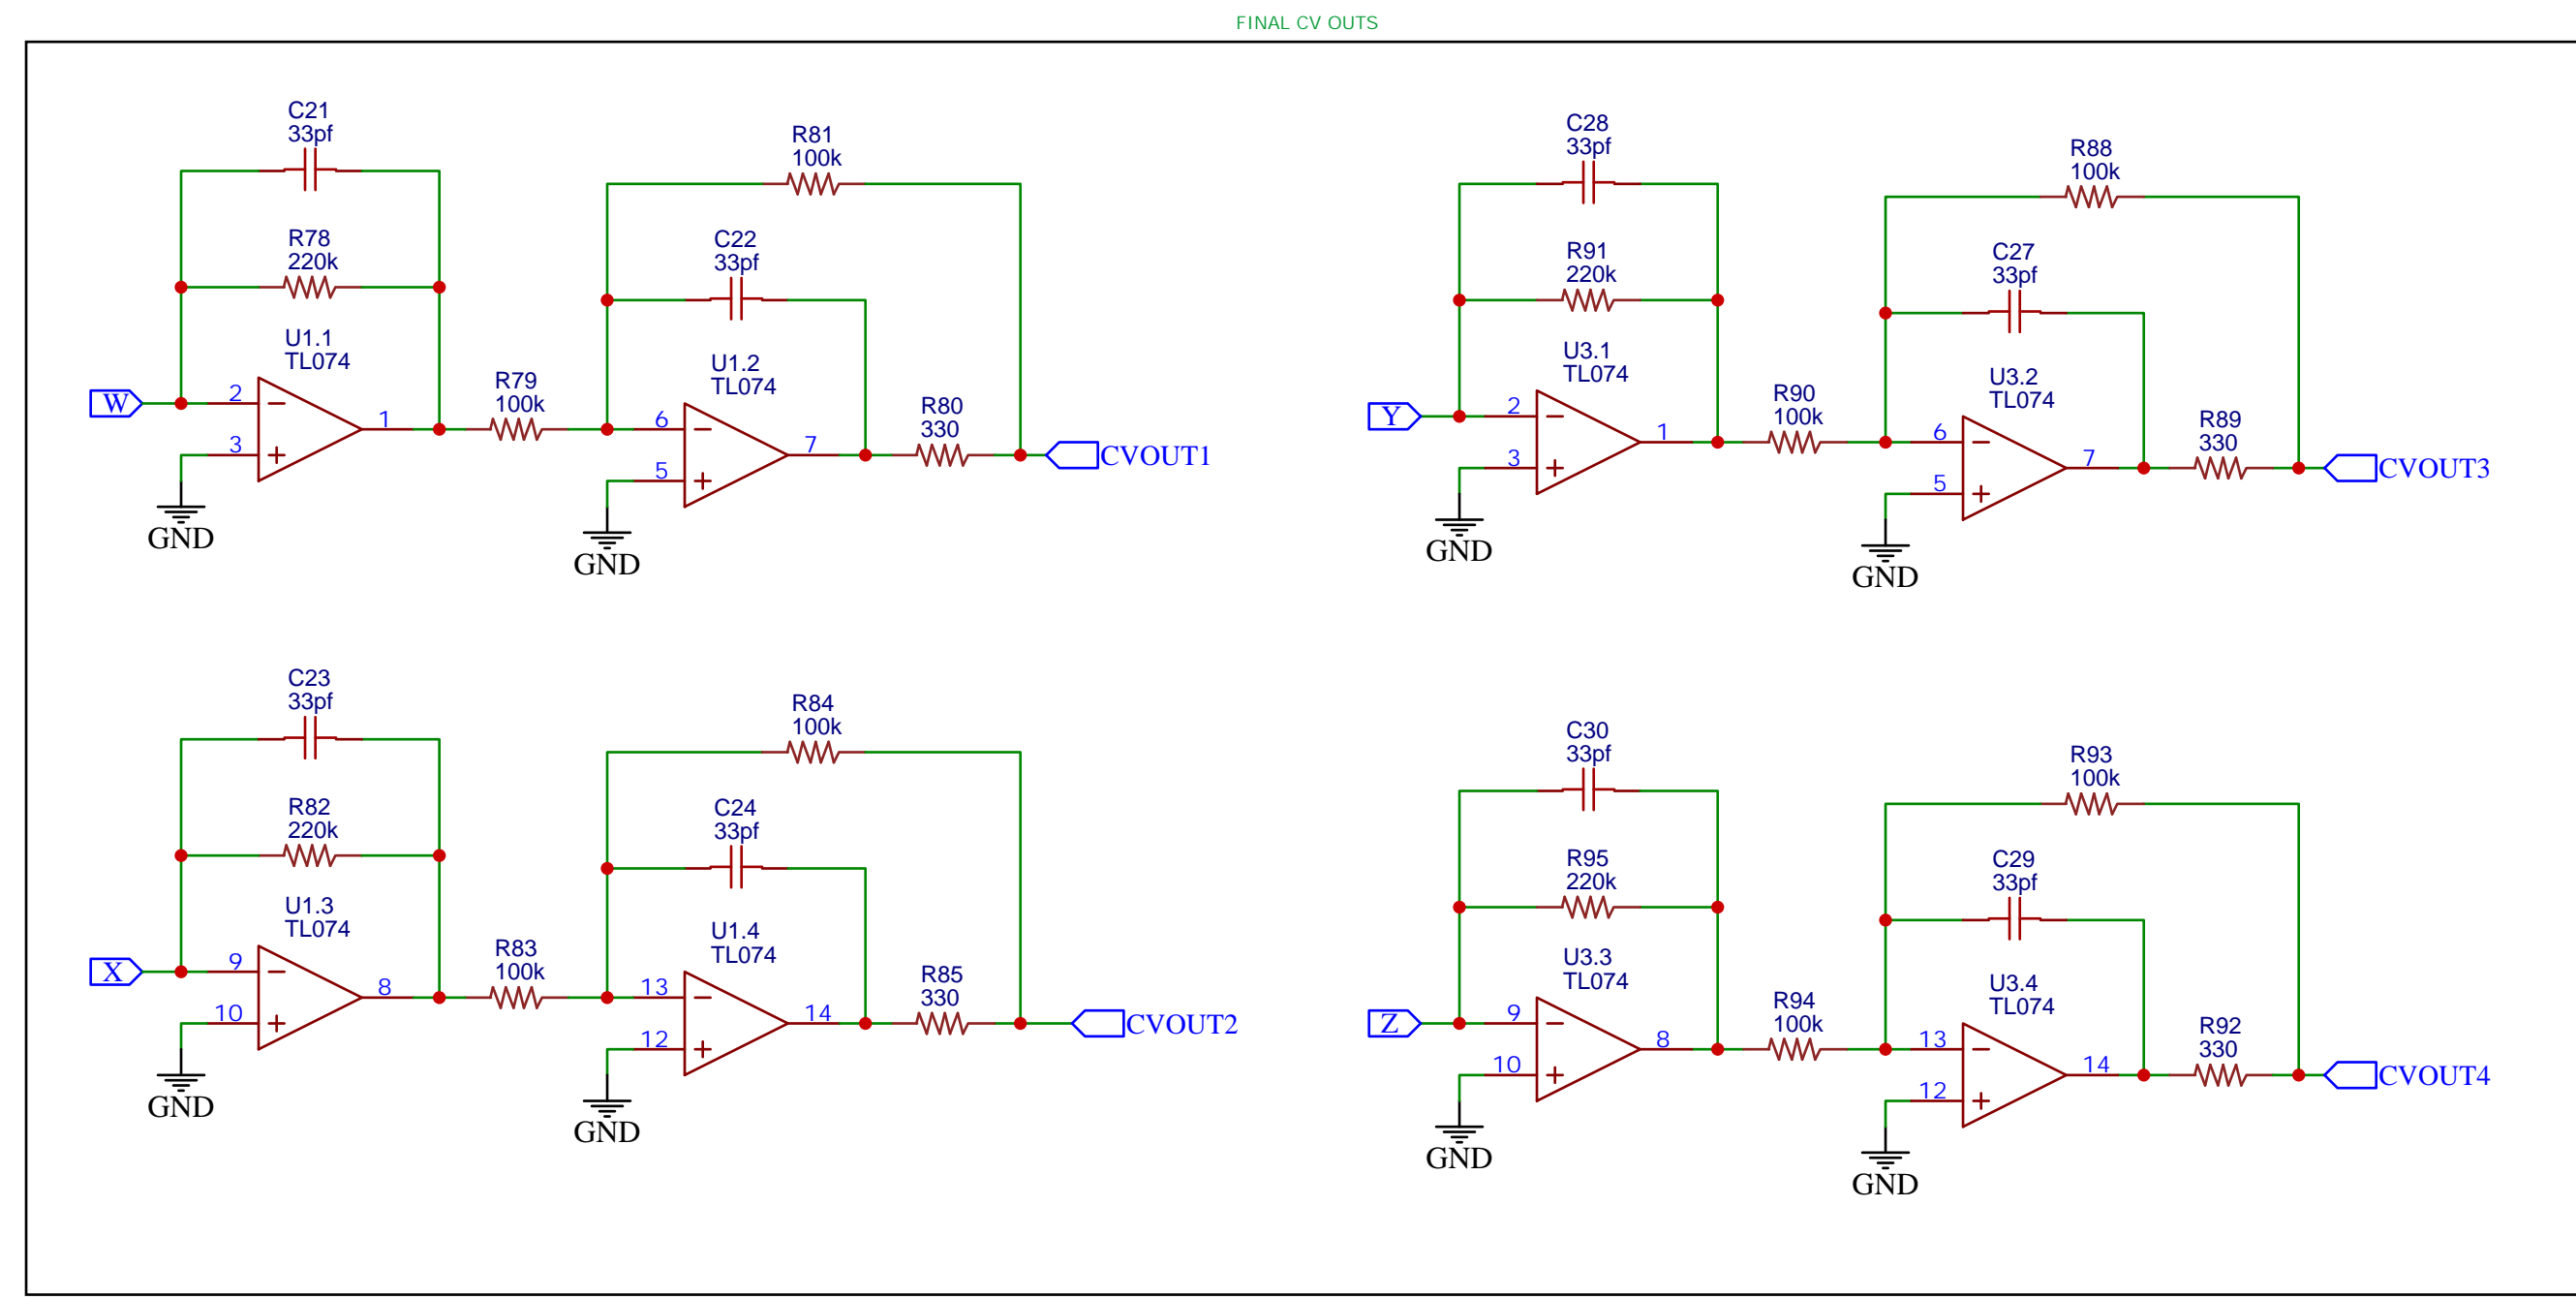 FINAL CV OUTS
C21
33pf
R78
220k
U1.1
TL074
W
2
3
1
GND
R79
100k
R81
100k
C22
33pf
U1.2
TL074
6
5
7
GND
R80
330
CVOUT1
C28
33pf
R91
220k
U3.1
TL074
Y
2
3
1
GND
R90
100k
R88
100k
C27
33pf
U3.2
TL074
6
5
7
GND
R89
330
CVOUT3
C23
33pf
R82
220k
U1.3
TL074
X
9
10
8
GND
R83
100k
R84
100k
C24
33pf
U1.4
TL074
13
12
14
GND
R85
330
CVOUT2
C30
33pf
R95
220k
U3.3
TL074
Z
9
10
8
GND
R94
100k
R93
100k
C29
33pf
U3.4
TL074
13
12
14
GND
R92
330
CVOUT4